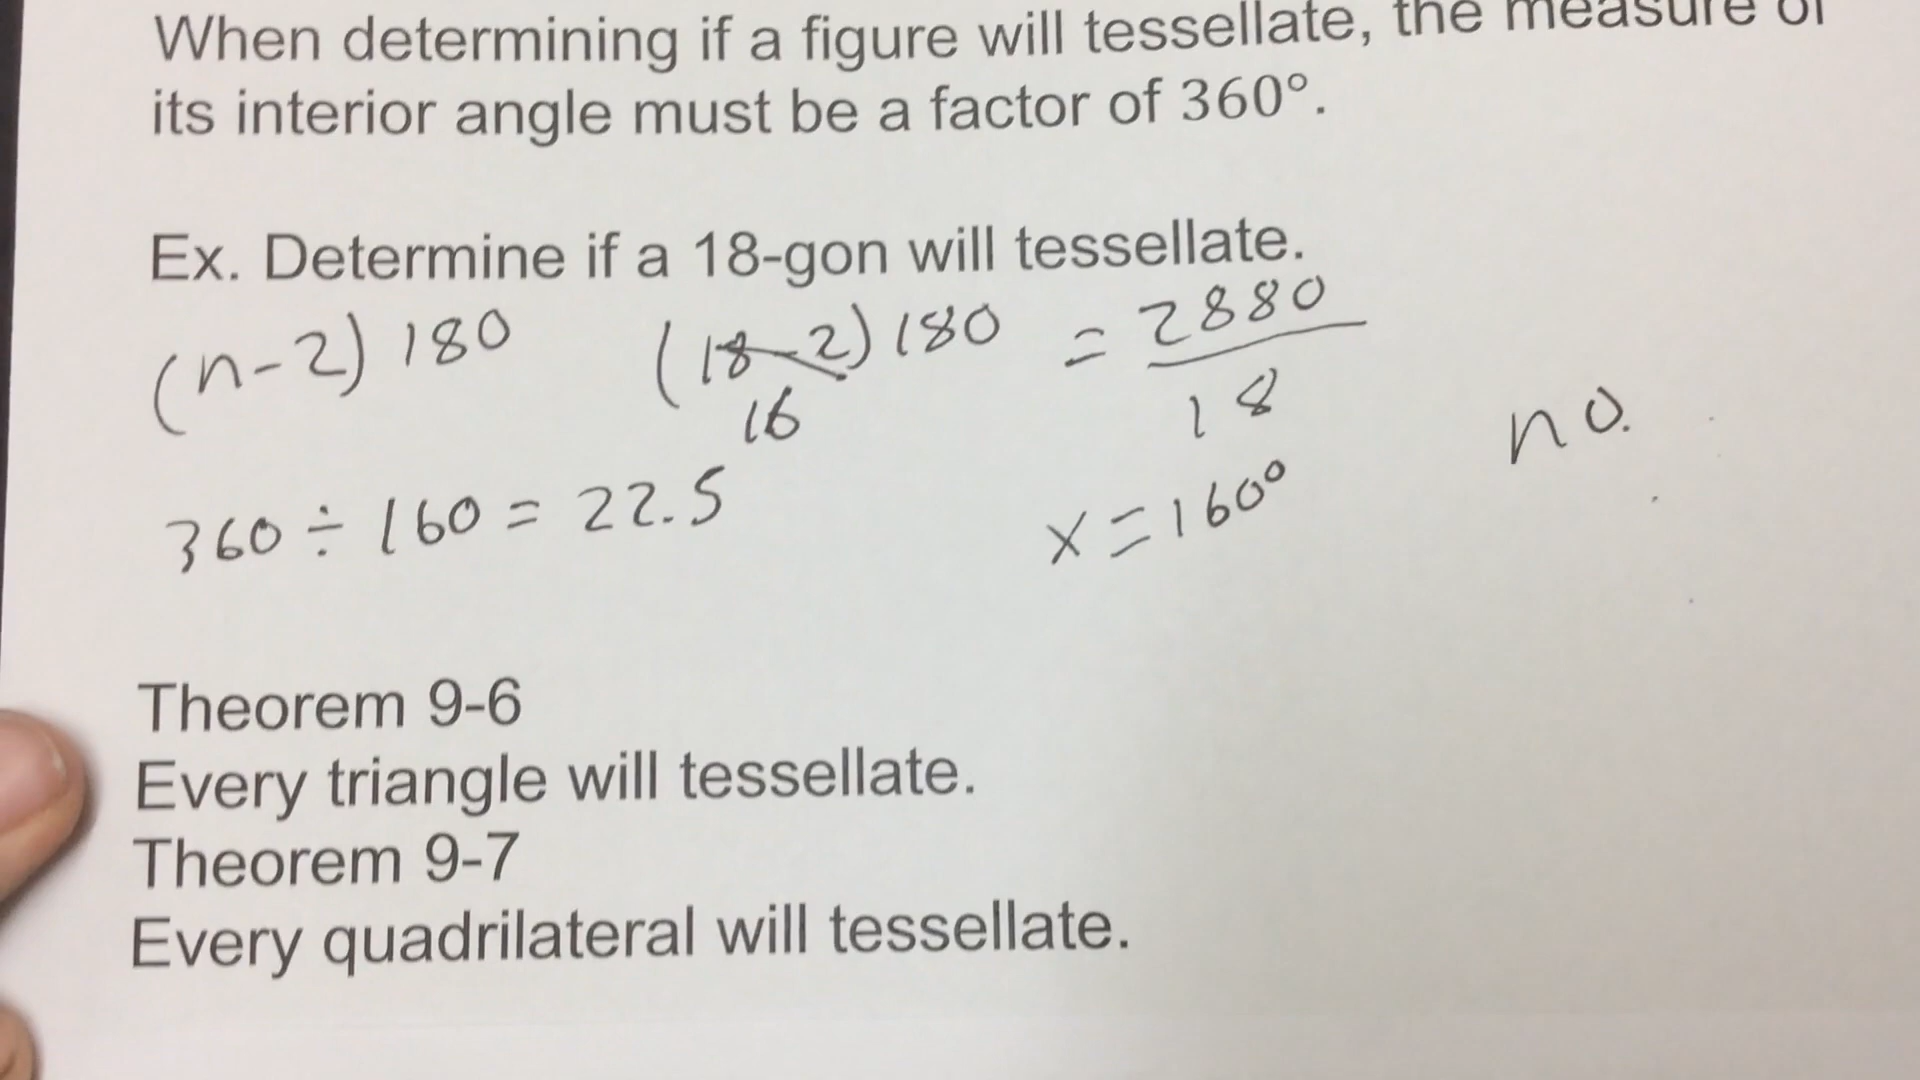 When determining if a figure will tessellate, the measure of
its interior angle must be a factor of 360°.
Ex. Determine if a 18-gon will tessellate.
(n-2) 180 (18-2) 180 = 2880
16 18 no.
360 ÷ 160 = 22.5 x = 160°
Theorem 9-6
Every triangle will tessellate.
Theorem 9-7
Every quadrilateral will tessellate.